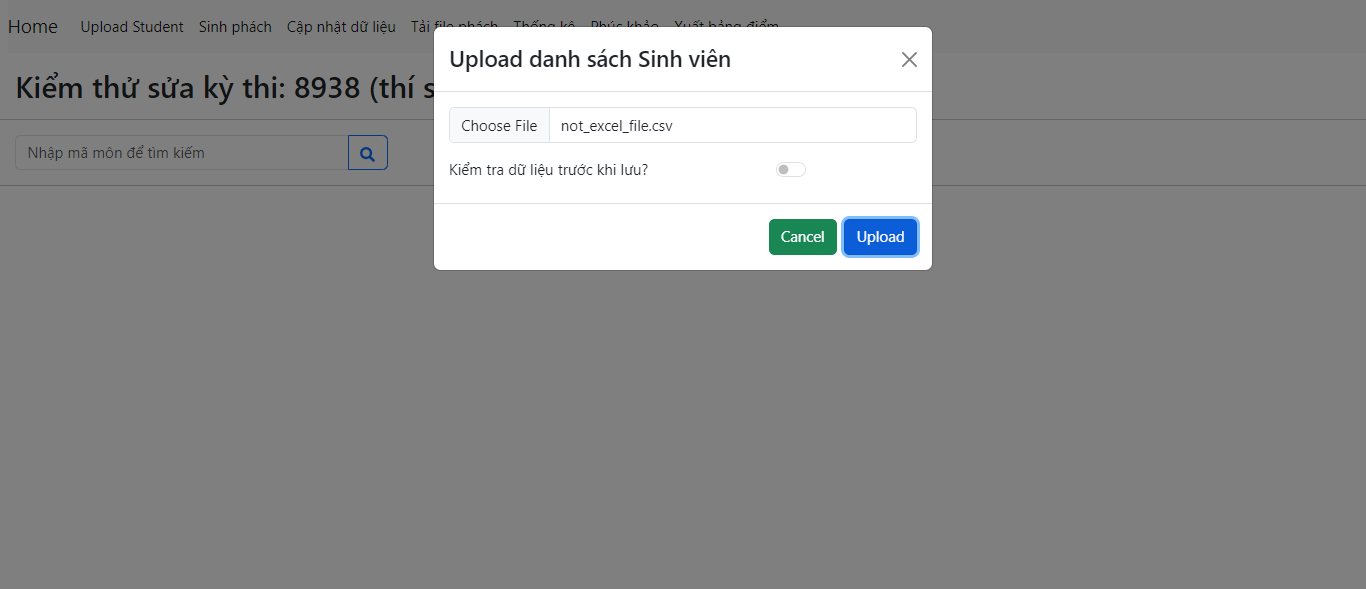 Home Upload Student Sinh phách Cập nhật dữ liệu Tải file phách Thống kê Phúc khảo Xuất bảng điểm
Upload danh sách Sinh viên
Kiểm thử sửa kỳ thi: 8938 (thí s
Choose File not_excel_file.csv
Nhập mã môn để tìm kiếm
Kiểm tra dữ liệu trước khi lưu?
Cancel Upload